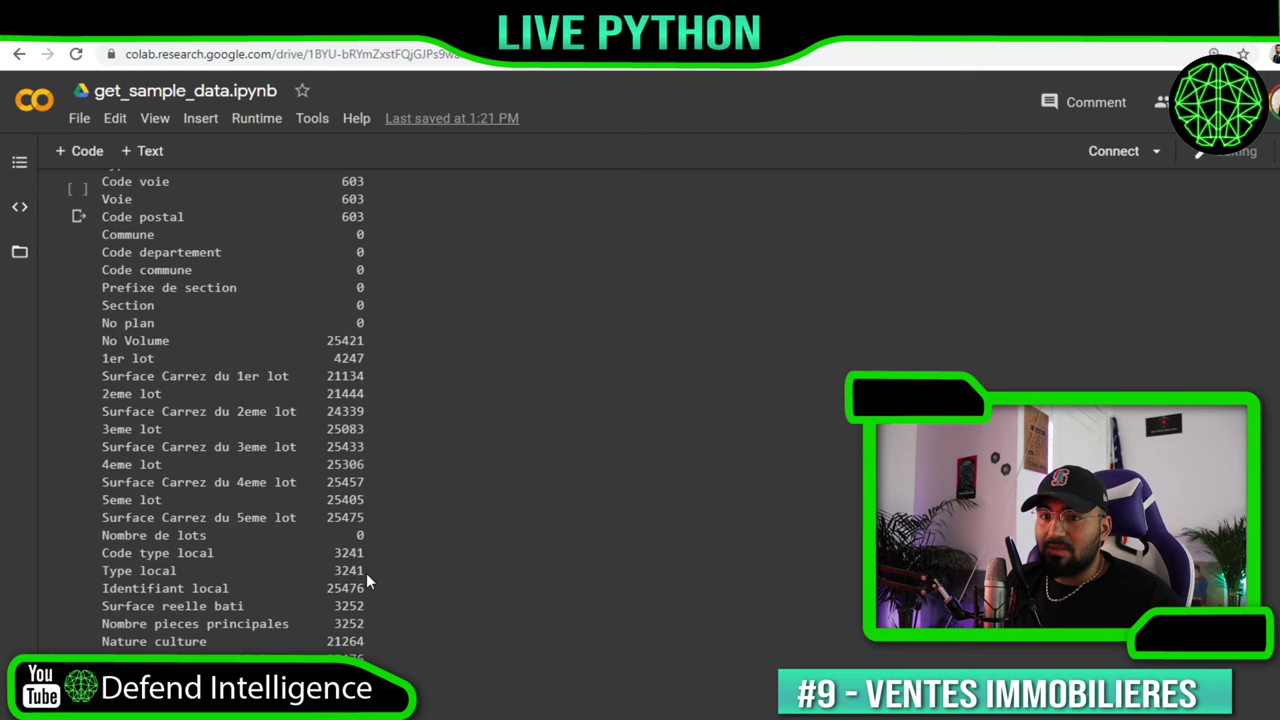 LIVE PYTHON
colab.research.google.com/drive/1BYU-bRYmZxstFQjGJPs9w
get_sample_data.ipynb
File Edit View Insert Runtime Tools Help Last saved at 1:21 PM
Comment
+ Code + Text
Connect
Editing
Code voie 603
Voie 603
Code postal 603
Commune 0
Code departement 0
Code commune 0
Prefixe de section 0
Section 0
No plan 0
No Volume 25421
1er lot 4247
Surface Carrez du 1er lot 21134
2eme lot 21444
Surface Carrez du 2eme lot 24339
3eme lot 25083
Surface Carrez du 3eme lot 25433
4eme lot 25306
Surface Carrez du 4eme lot 25457
5eme lot 25405
Surface Carrez du 5eme lot 25475
Nombre de lots 0
Code type local 3241
Type local 3241
Identifiant local 25476
Surface reelle bati 3252
Nombre pieces principales 3252
Nature culture 21264
You Tube Defend Intelligence
#9 - VENTES IMMOBILIERES